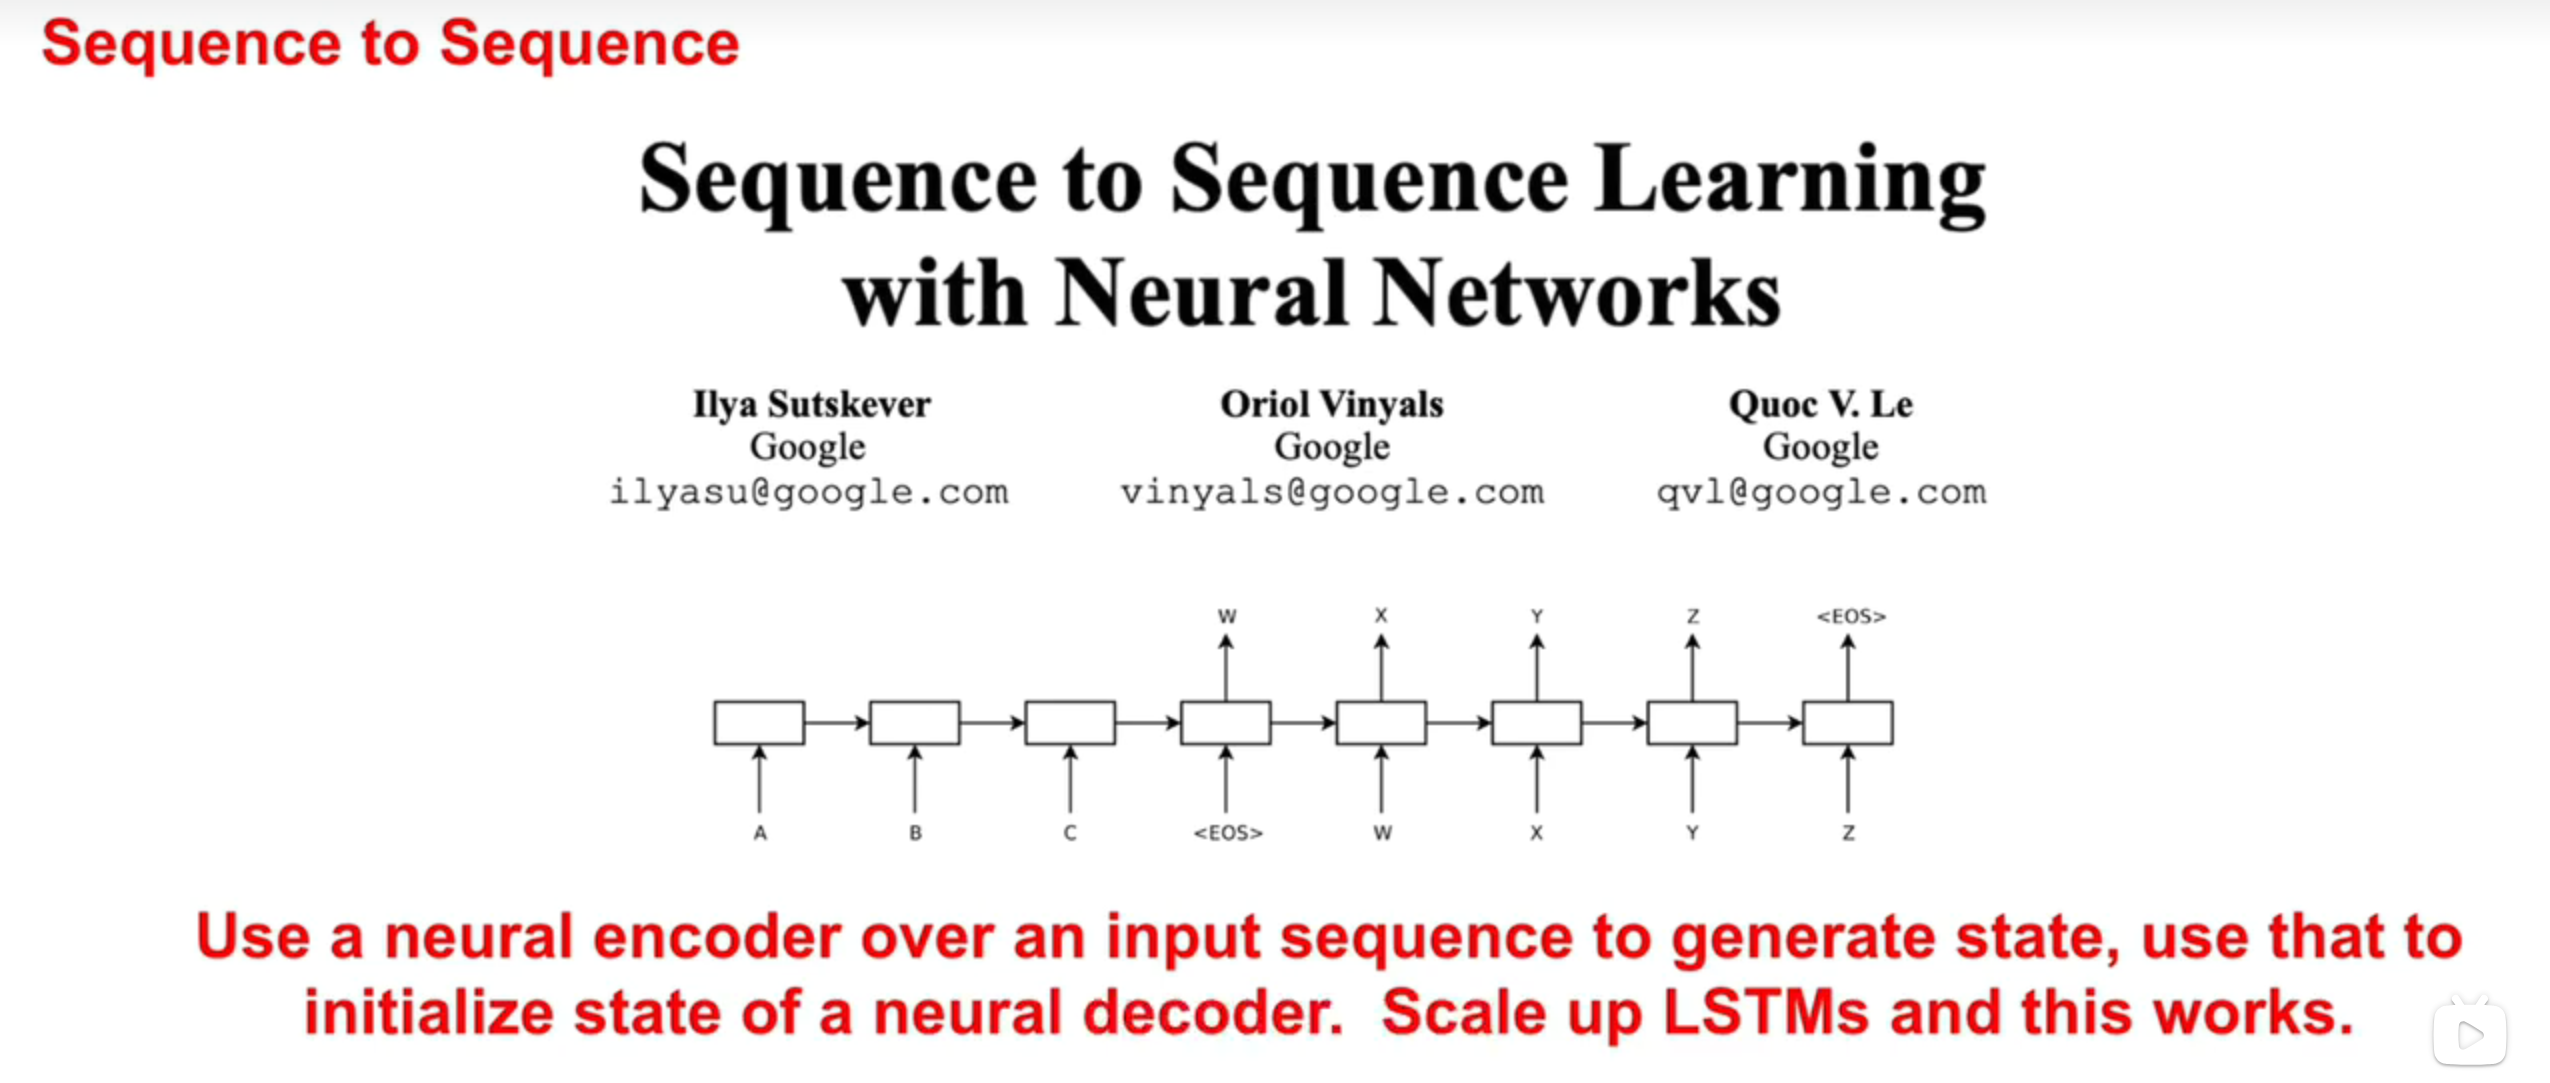 Sequence to Sequence
Sequence to Sequence Learning
with Neural Networks
Ilya Sutskever Oriol Vinyals Quoc V. Le
Google Google Google
ilyasu@google.com vinyals@google.com qvl@google.com
W X Y Z <EOS>
A B C <EOS> W X Y Z
Use a neural encoder over an input sequence to generate state, use that to
initialize state of a neural decoder. Scale up LSTMs and this works.